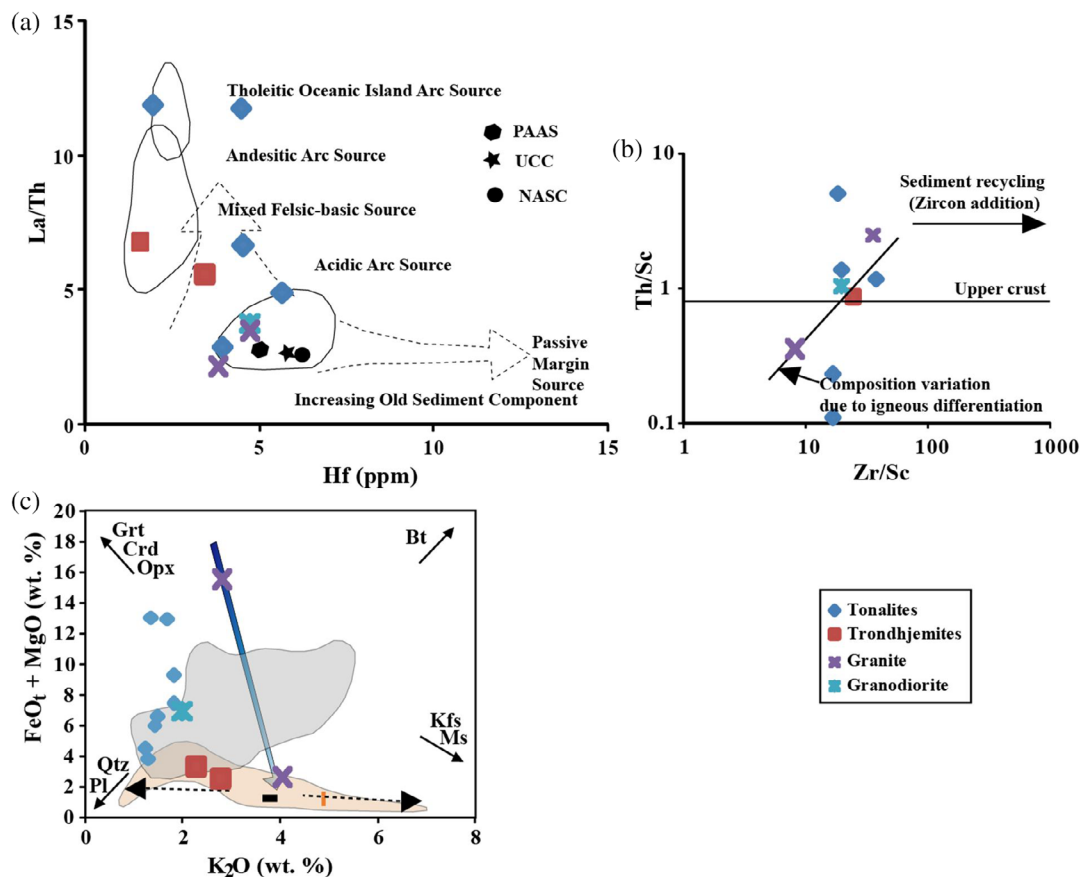 (a)
15
10
5
0
La/Th
Tholeitic Oceanic Island Arc Source
Andesitic Arc Source
Mixed Felsic-basic Source
Acidic Arc Source
PAAS
UCC
NASC
Passive
Margin
Source
Increasing Old Sediment Component
0
5
10
15
Hf (ppm)
(b)
10
1
0.1
Th/Sc
Sediment recycling
(Zircon addition)
Upper crust
Composition variation
due to igneous differentiation
1
10
100
1000
Zr/Sc
(c)
20
18
16
14
12
10
8
6
4
2
0
FeOt + MgO (wt. %)
Grt
Crd
Opx
Bt
Kfs
Ms
Qtz
Pl
0
2
4
6
8
K2O (wt. %)
Tonalites
Trondhjemites
Granite
Granodiorite